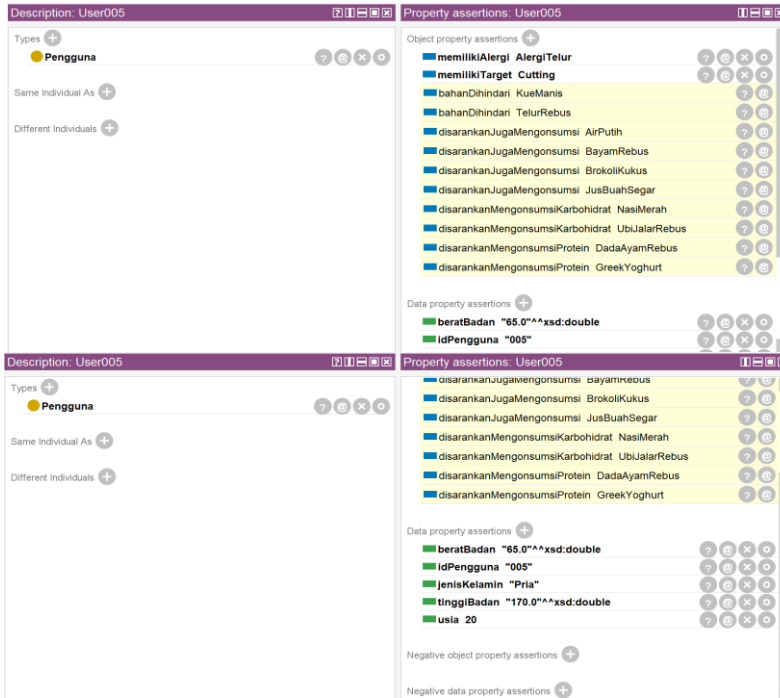 Description: User005
Types
Pengguna
Same Individual As
Different Individuals
Property assertions: User005
Object property assertions
memilikiAlergi AlergiTelur
memilikiTarget Cutting
bahanDihindari KueManis
bahanDihindari TelurRebus
disarankanJugaMengonsumsi AirPutih
disarankanJugaMengonsumsi BayamRebus
disarankanJugaMengonsumsi BrokoliKukus
disarankanJugaMengonsumsi JusBuahSegar
disarankanMengonsumsiKarbohidrat NasiMerah
disarankanMengonsumsiKarbohidrat UbiJalarRebus
disarankanMengonsumsiProtein DadaAyamRebus
disarankanMengonsumsiProtein GreekYoghurt
Data property assertions
beratBadan "65.0"^^xsd:double
idPengguna "005"
Description: User005
Types
Pengguna
Same Individual As
Different Individuals
Property assertions: User005
disarankanJugaMengonsumsi BayamRebus
disarankanJugaMengonsumsi BrokoliKukus
disarankanJugaMengonsumsi JusBuahSegar
disarankanMengonsumsiKarbohidrat NasiMerah
disarankanMengonsumsiKarbohidrat UbiJalarRebus
disarankanMengonsumsiProtein DadaAyamRebus
disarankanMengonsumsiProtein GreekYoghurt
Data property assertions
beratBadan "65.0"^^xsd:double
idPengguna "005"
jenisKelamin "Pria"
tinggiBadan "170.0"^^xsd:double
usia 20
Negative object property assertions
Negative data property assertions